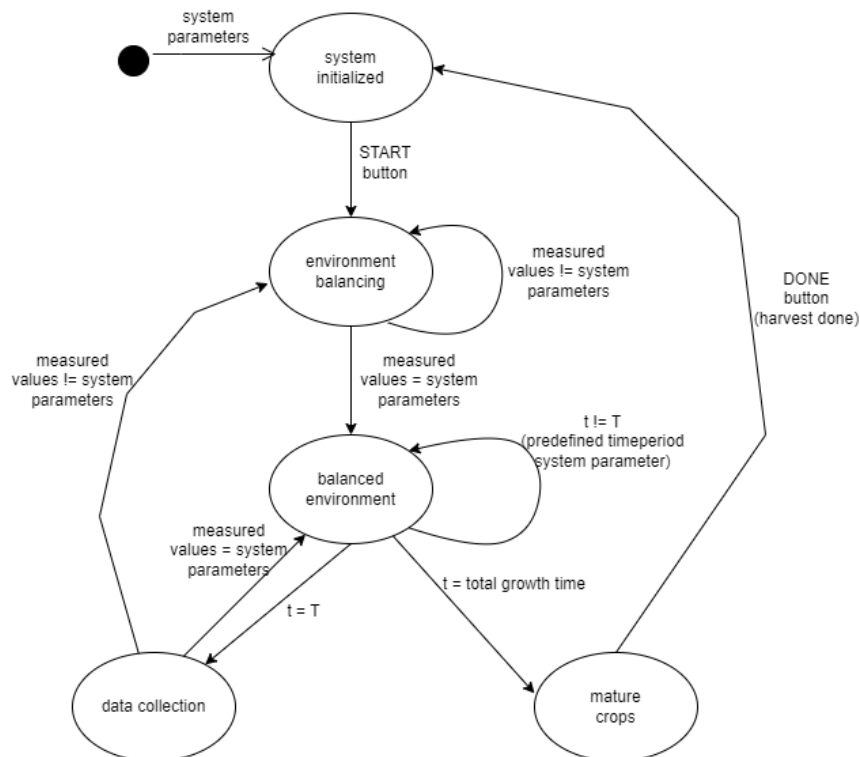 system
parameters
system
initialized
START
button
environment
balancing
measured
values != system
parameters
DONE
button
(harvest done)
measured
values != system
parameters
measured
values = system
parameters
t != T
(predefined timeperiod
system parameter)
balanced
environment
measured
values = system
parameters
t = total growth time
t = T
data collection
mature
crops